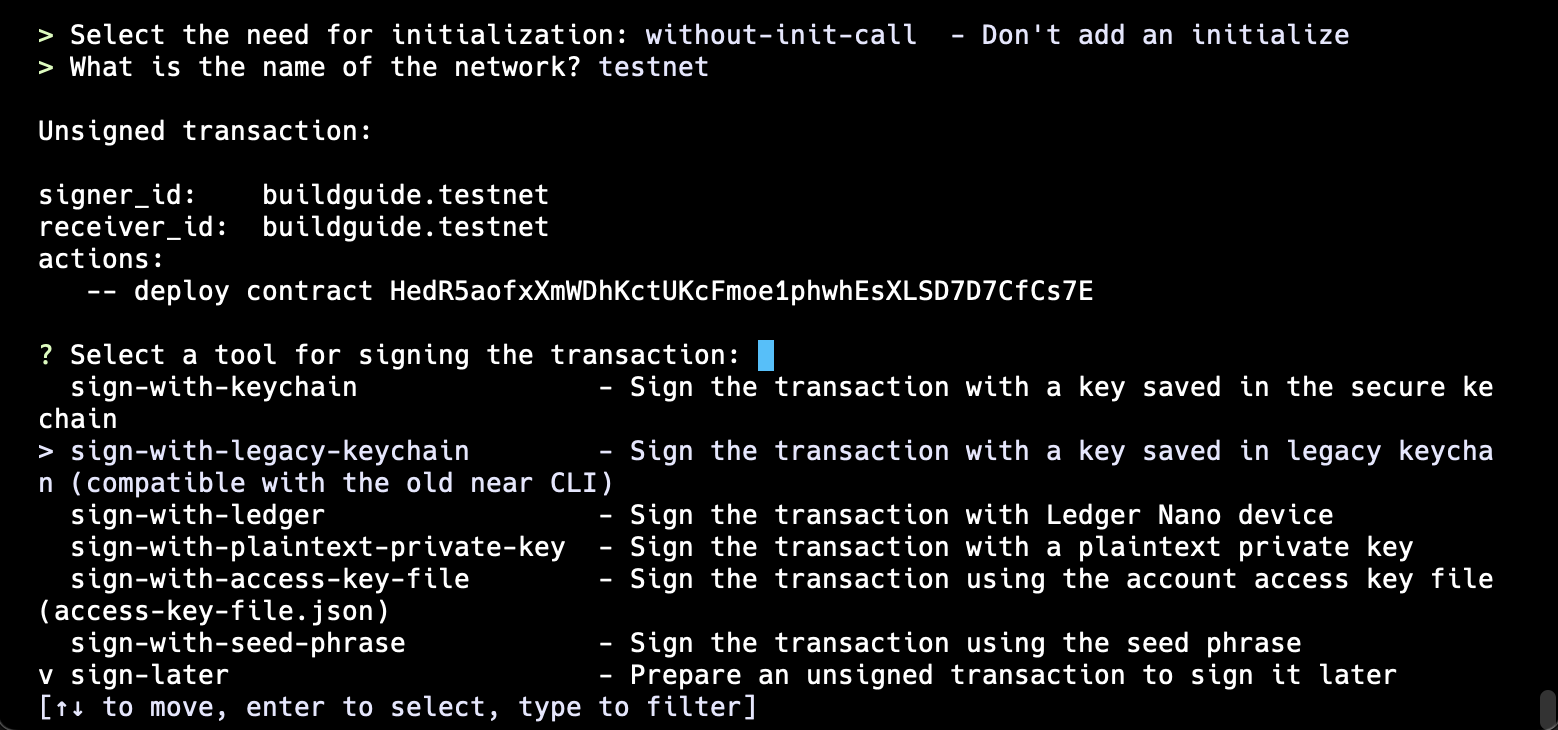 > Select the need for initialization: without-init-call  - Don't add an initialize
> What is the name of the network? testnet
Unsigned transaction:
signer_id:    buildguide.testnet
receiver_id:  buildguide.testnet
actions:
   -- deploy contract HedR5aofxXmWDhKctUKcFmoe1phwhEsXLSD7D7CfCs7E
? Select a tool for signing the transaction:
  sign-with-keychain               - Sign the transaction with a key saved in the secure ke
chain
> sign-with-legacy-keychain        - Sign the transaction with a key saved in legacy keycha
n (compatible with the old near CLI)
  sign-with-ledger                 - Sign the transaction with Ledger Nano device
  sign-with-plaintext-private-key  - Sign the transaction with a plaintext private key
  sign-with-access-key-file        - Sign the transaction using the account access key file
(access-key-file.json)
  sign-with-seed-phrase            - Sign the transaction using the seed phrase
v sign-later                       - Prepare an unsigned transaction to sign it later
[↑↓ to move, enter to select, type to filter]